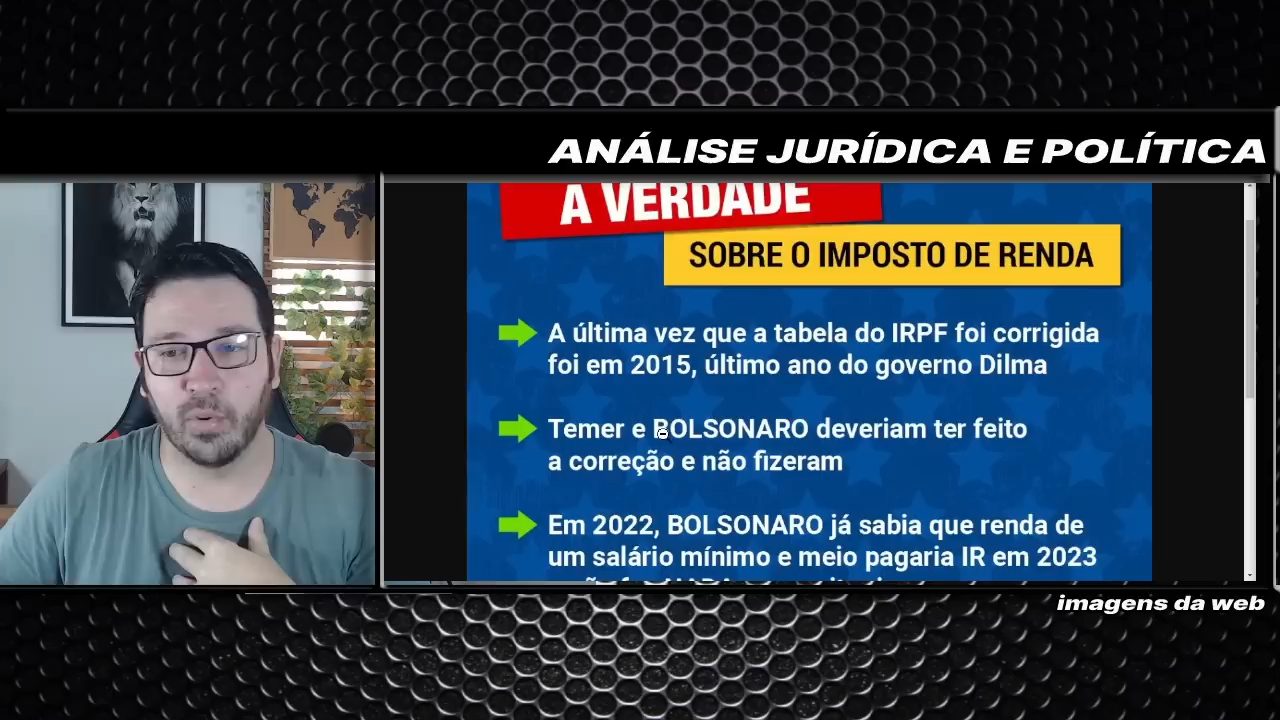 ANÁLISE JURÍDICA E POLÍTICA
A VERDADE
SOBRE O IMPOSTO DE RENDA
A última vez que a tabela do IRPF foi corrigida
foi em 2015, último ano do governo Dilma
Temer e BOLSONARO deveriam ter feito
a correção e não fizeram
Em 2022, BOLSONARO já sabia que renda de
um salário mínimo e meio pagaria IR em 2023
imagens da web